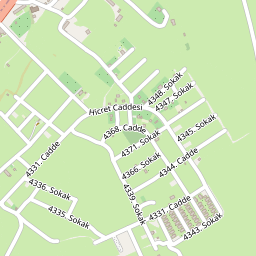 4348. Sokak
4347. Sokak
Hicret Caddesi
4368. Cadde
4345. Sokak
4371. Sokak
4331. Cadde
4366. Sokak
4344. Cadde
4336. Sokak
4339. Sokak
4335. Sokak
4331. Cadde
4343. Sokak